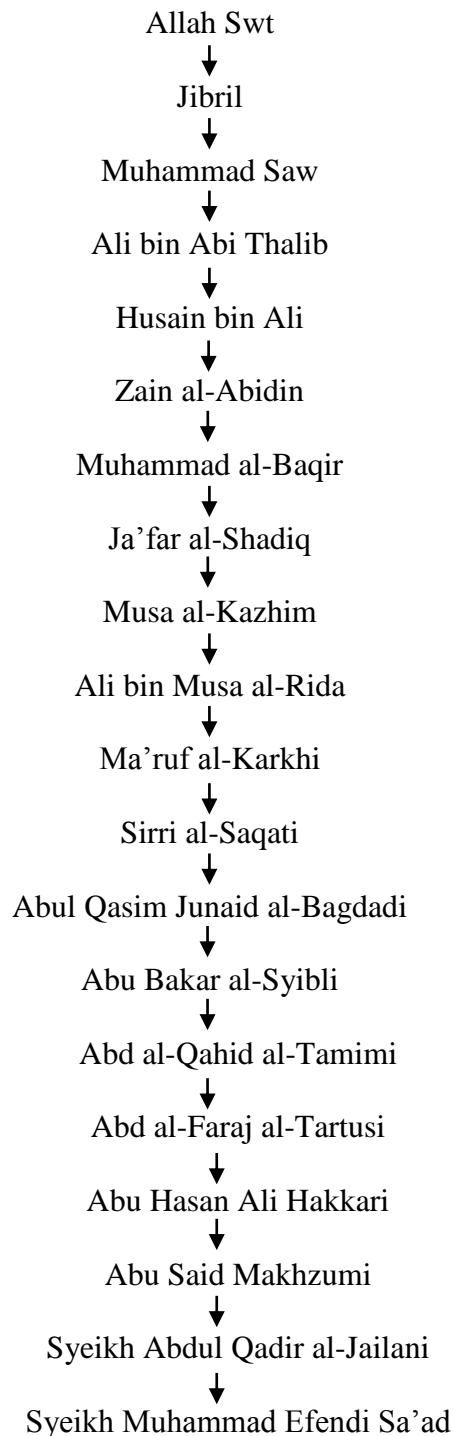 Allah Swt
Jibril
Muhammad Saw
Ali bin Abi Thalib
Husain bin Ali
Zain al-Abidin
Muhammad al-Baqir
Ja’far al-Shadiq
Musa al-Kazhim
Ali bin Musa al-Rida
Ma’ruf al-Karkhi
Sirri al-Saqati
Abul Qasim Junaid al-Bagdadi
Abu Bakar al-Syibli
Abd al-Qahid al-Tamimi
Abd al-Faraj al-Tartusi
Abu Hasan Ali Hakkari
Abu Said Makhzumi
Syeikh Abdul Qadir al-Jailani
Syeikh Muhammad Efendi Sa’ad